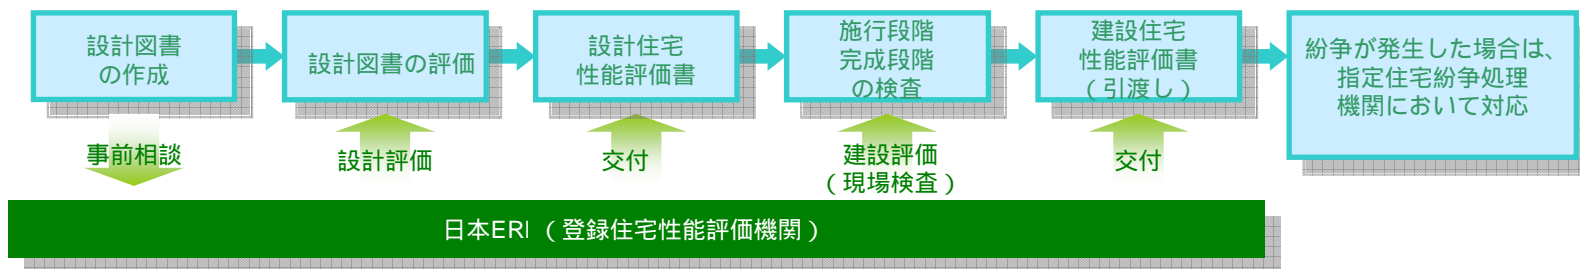 設計図書
の作成
設計図書の評価
設計住宅
性能評価書
施行段階
完成段階
の検査
建設住宅
性能評価書
（引渡し）
紛争が発生した場合は、
指定住宅紛争処理
機関において対応
事前相談
設計評価
交付
建設評価
（現場検査）
交付
日本ERI（登録住宅性能評価機関）